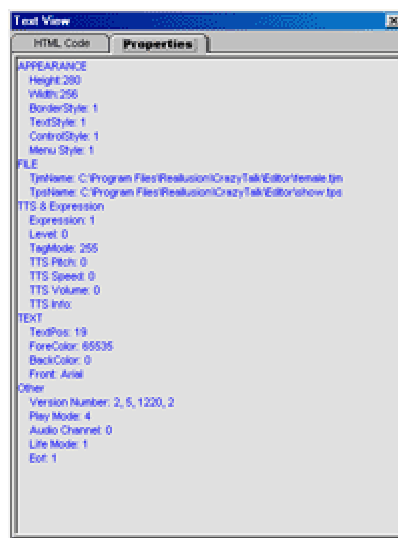 Text View
HTML Code Properties
APPEARANCE
Height:280
Width:256
BorderStyle: 1
TextStyle: 1
ControlStyle: 1
Menu Style: 1
FILE
TjmName: C:\Program Files\Reallusion\CrazyTalk\Editor\female.tjm
TpsName: C:\Program Files\Reallusion\CrazyTalk\Editor\show.tps
TTS & Expression
Expression: 1
Level: 0
TagMode: 255
TTS Pitch: 0
TTS Speed: 0
TTS Volume: 0
TTS Info:
TEXT
TextPos: 19
ForeColor: 65535
BackColor: 0
Front: Arial
Other
Version Number: 2, 5, 1220, 2
Play Mode: 4
Audio Channel: 0
Life Mode: 1
Eof: 1